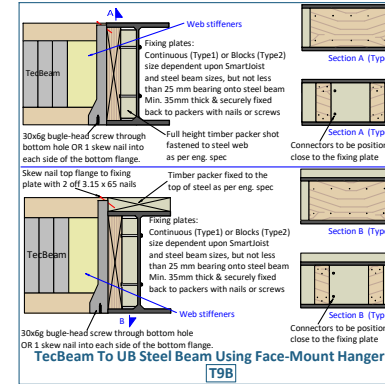 A
Web stiffeners
Fixing plates:
Continuous (Type1) or Blocks (Type2)
size dependent upon SmartJoist
and steel beam sizes, but not less
than 25 mm bearing onto steel beam
Min. 35mm thick & securely fixed
back to packers with nails or screws
TecBeam
30x6g bugle-head screw through
bottom hole OR 1 skew nail into
each side of the bottom flange.
Full height timber packer shot
fastened to steel web
as per eng. spec
Section A (Typ
Section A (Typ
Connectors to be position
close to the fixing plate
Skew nail top flange to fixing
plate with 2 off 3.15 x 65 nails
Timber packer fixed to the
top of steel as per eng. spec
Fixing plates:
Continuous (Type1) or Blocks (Type2)
size dependent upon SmartJoist
and steel beam sizes, but not less
than 25 mm bearing onto steel beam
Min. 35mm thick & securely fixed
back to packers with nails or screws
TecBeam
Web stiffeners
B
30x6g bugle-head screw through bottom hole
OR 1 skew nail into each side of the bottom flange.
Section B (Typ
Section B (Typ
Connectors to be position
close to the fixing plate
TecBeam To UB Steel Beam Using Face-Mount Hanger
T9B